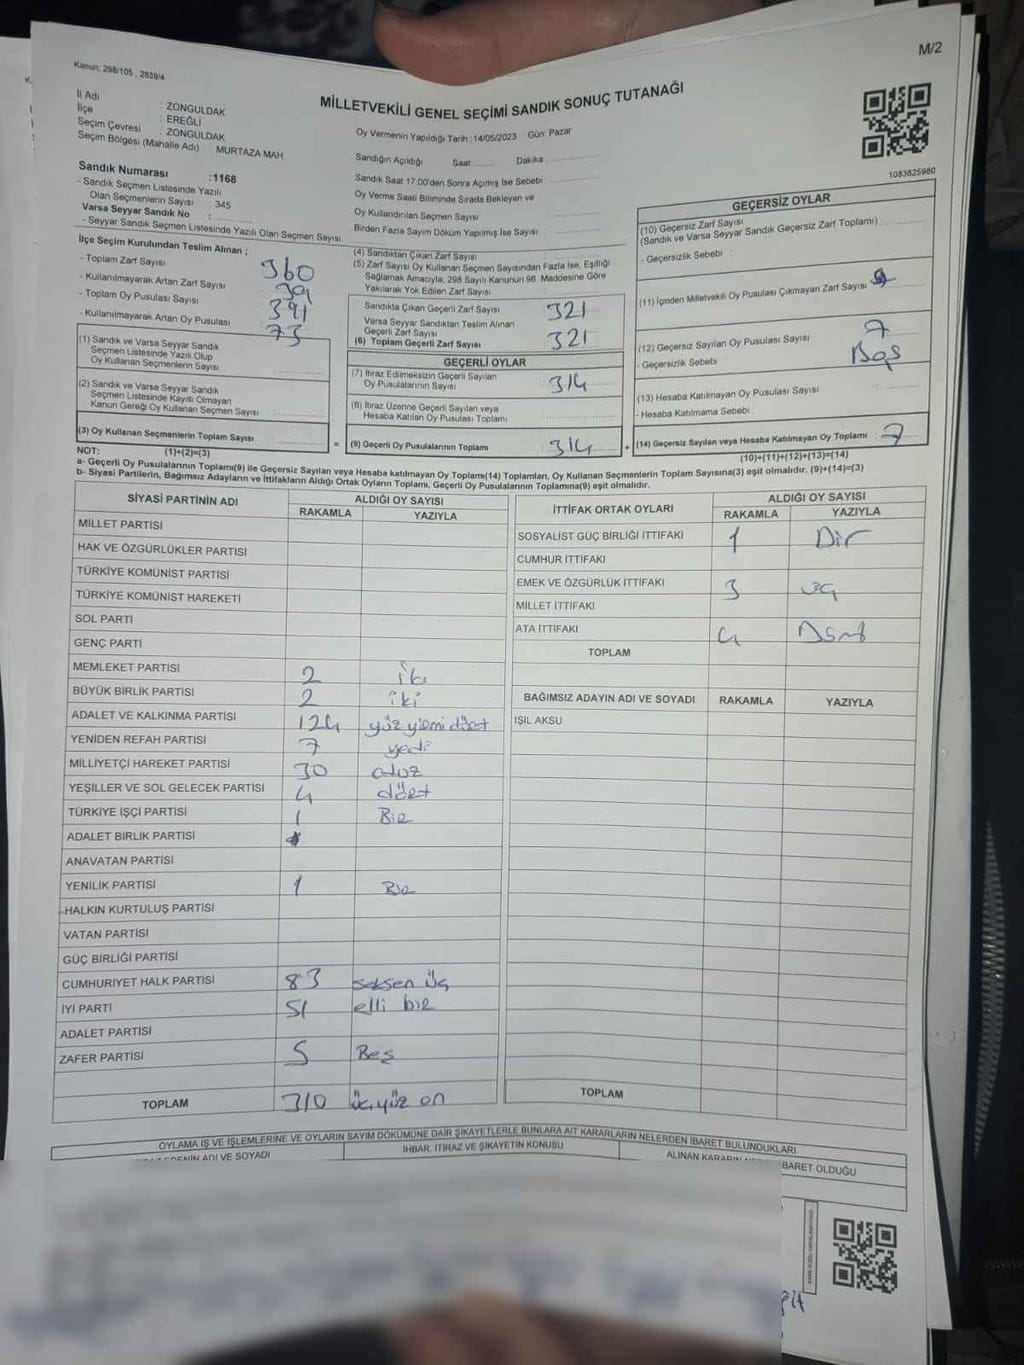 M/2
Kanun: 298/105 , 2839/4
MİLLETVEKİLİ GENEL SEÇİMİ SANDIK SONUÇ TUTANAĞI
İl Adı : ZONGULDAK
İlçe : EREĞLİ
Seçim Çevresi : ZONGULDAK
Seçim Bölgesi (Mahalle Adı) : MURTAZA MAH
Sandık Numarası :1168
- Sandık Seçmen Listesinde Yazılı
Olan Seçmenlerin Sayısı : 345
Varsa Seyyar Sandık No :
- Seyyar Sandık Seçmen Listesinde Yazılı Olan Seçmen Sayısı
Oy Vermenin Yapıldığı Tarih : 14/05/2023 Gün: Pazar
Sandığın Açıldığı Saat Dakika
Sandık Saat 17:00'den Sonra Açımış İse Sebebi
Oy Verme Saati Bitiminde Sırada Bekleyen ve
Oy Kullandırılan Seçmen Sayısı
Birden Fazla Sayım Döküm Yapılmış İse Sayısı
1083625980
İlçe Seçim Kurulundan Teslim Alınan ;
- Toplam Zarf Sayısı 360
- Kullanılmayarak Artan Zarf Sayısı 39
- Toplam Oy Pusulası Sayısı 391
- Kullanılmayarak Artan Oy Pusulası 73
(1) Sandık ve Varsa Seyyar Sandık
Seçmen Listesinde Yazılı Olup
Oy Kullanan Seçmenlerin Sayısı
(2) Sandık ve Varsa Seyyar Sandık
Seçmen Listesinde Kayıtlı Olmayan
Kanun Gereği Oy Kullanan Seçmen Sayısı
(3) Oy Kullanan Seçmenlerin Toplam Sayısı
(1)+(2)=(3)
(4) Sandıktan Çıkan Zarf Sayısı
(5) Zarf Sayısı Oy Kullanan Seçmen Sayısından Fazla İse, Eşitliği
Sağlamak Amacıyla, 298 Sayılı Kanunun 98. Maddesine Göre
Yakılarak Yok Edilen Zarf Sayısı
Sandıkta Çıkan Geçerli Zarf Sayısı 321
Varsa Seyyar Sandıktan Teslim Alınan
Geçerli Zarf Sayısı
(6) Toplam Geçerli Zarf Sayısı 321
GEÇERLİ OYLAR
(7) İtiraz Edilmeksizin Geçerli Sayılan
Oy Pusulalarının Sayısı 314
(8) İtiraz Üzerine Geçerli Sayılan veya
Hesaba Katılan Oy Pusulası Toplamı
= (9) Geçerli Oy Pusulalarının Toplamı 314 +
GEÇERSİZ OYLAR
(10) Geçersiz Zarf Sayısı
(Sandık ve Varsa Seyyar Sandık Geçersiz Zarf Toplamı)
- Geçersizlik Sebebi :
(11) İçinden Milletvekili Oy Pusulası Çıkmayan Zarf Sayısı
(12) Geçersiz Sayılan Oy Pusulası Sayısı 7
- Geçersizlik Sebebi Boş
(13) Hesaba Katılmayan Oy Pusulası Sayısı
- Hesaba Katılmama Sebebi :
(14) Geçersiz Sayılan veya Hesaba Katılmayan Oy Toplamı : 7
(10)+(11)+(12)+(13)=(14)
NOT:
a- Geçerli Oy Pusulalarının Toplamı(9) ile Geçersiz Sayılan veya Hesaba katılmayan Oy Toplam(14) Toplamları, Oy Kullanan Seçmenlerin Toplam Sayısına(3) eşit olmalıdır. (9)+(14)=(3)
b- Siyasi Partilerin, Bağımsız Adayların ve İttifakların Aldığı Ortak Oyların Toplamı, Geçerli Oy Pusulalarının Toplamına(9) eşit olmalıdır.
SİYASİ PARTİNİN ADI ALDIĞI OY SAYISI
RAKAMLA YAZIYLA
MİLLET PARTİSİ
HAK VE ÖZGÜRLÜKLER PARTİSİ
TÜRKİYE KOMÜNİST PARTİSİ
TÜRKİYE KOMÜNİST HAREKETİ
SOL PARTİ
GENÇ PARTİ
MEMLEKET PARTİSİ 2 iki
BÜYÜK BİRLİK PARTİSİ 2 iki
ADALET VE KALKINMA PARTİSİ 124 yüz yirmi dört
YENİDEN REFAH PARTİSİ 7 yedi
MİLLİYETÇİ HAREKET PARTİSİ 30 otuz
YEŞİLLER VE SOL GELECEK PARTİSİ 4 dört
TÜRKİYE İŞÇİ PARTİSİ 1 Bir
ADALET BİRLİK PARTİSİ
ANAVATAN PARTİSİ
YENİLİK PARTİSİ 1 Bir
HALKIN KURTULUŞ PARTİSİ
VATAN PARTİSİ
GÜÇ BİRLİĞİ PARTİSİ
CUMHURİYET HALK PARTİSİ 83 seksen üç
İYİ PARTİ 51 elli bir
ADALET PARTİSİ
ZAFER PARTİSİ 5 Beş
TOPLAM 310 üçyüz on
İTTİFAK ORTAK OYLARI ALDIĞI OY SAYISI
RAKAMLA YAZIYLA
SOSYALİST GÜÇ BİRLİĞİ İTTİFAKI 1 Bir
CUMHUR İTTİFAKI
EMEK VE ÖZGÜRLÜK İTTİFAKI 3 üç
MİLLET İTTİFAKI
ATA İTTİFAKI 4
TOPLAM
BAĞIMSIZ ADAYIN ADI VE SOYADI RAKAMLA YAZIYLA
IŞIL AKSU
TOPLAM
OYLAMA İŞ VE İŞLEMLERİNE VE OYLARIN SAYIM DÖKÜMÜNE DAİR ŞİKAYETLERLE BUNLARA AİT KARARLARIN NELERDEN İBARET BULUNDUKLARI
ADI VE SOYADI İHBAR, İTİRAZ VE ŞİKAYETİN KONUSU ALINAN KARARIN İBARET OLDUĞU